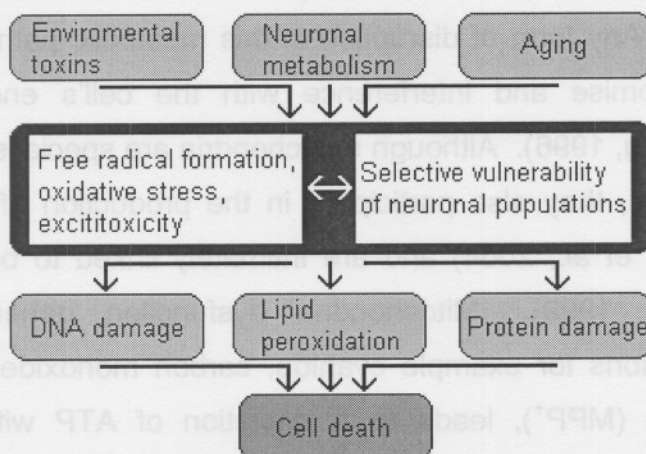 Enviromental
toxins
Neuronal
metabolism
Aging
Free radical formation,
oxidative stress,
excititoxicity
Selective vulnerability
of neuronal populations
DNA damage
Lipid
peroxidation
Protein damage
Cell death